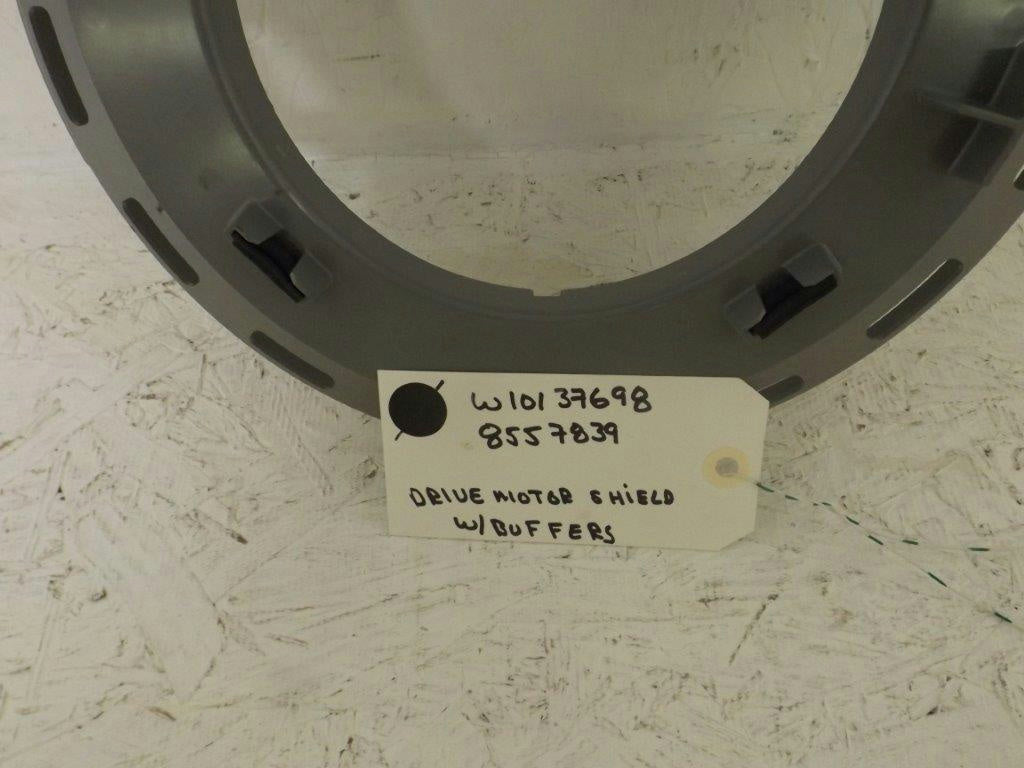 W10137698
8557839
DRIVE MOTOR SHIELD
W/BUFFERS